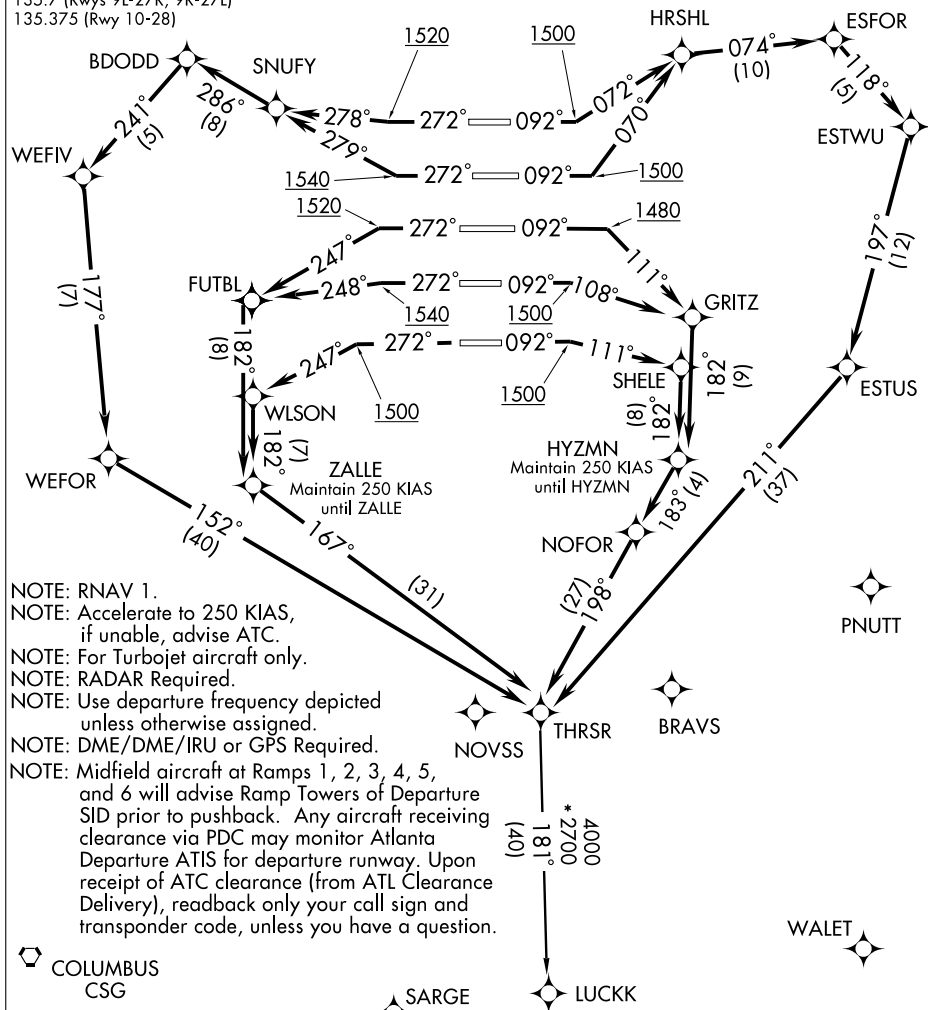 135.7 (Rwys 9L-27R, 9R-27L)
135.375 (Rwy 10-28)
HRSHL
ESFOR
1520
1500
BDODD
SNUFY
074°
(10)
118°
(5)
286°
(8)
072°
241°
(5)
278°
272°
092°
070°
ESTWU
WEFIV
279°
272°
092°
1540
1500
1520
1480
272°
092°
197°
(12)
247°
111°
FUTBL
248°
272°
092°
108°
GRITZ
1540
1500
182°
(8)
272°
092°
111°
247°
SHELE
182°
(9)
ESTUS
177°
(7)
1500
1500
WLSON
(8)
182°
(7)
182°
HYZMN
Maintain 250 KIAS
until HYZMN
ZALLE
Maintain 250 KIAS
until ZALLE
WEFOR
211°
(37)
183° (4)
152°
(40)
167°
(31)
NOFOR
(27)
198°
NOTE: RNAV 1.
NOTE: Accelerate to 250 KIAS,
if unable, advise ATC.
NOTE: For Turbojet aircraft only.
NOTE: RADAR Required.
NOTE: Use departure frequency depicted
unless otherwise assigned.
NOTE: DME/DME/IRU or GPS Required.
NOTE: Midfield aircraft at Ramps 1, 2, 3, 4, 5,
and 6 will advise Ramp Towers of Departure
SID prior to pushback. Any aircraft receiving
clearance via PDC may monitor Atlanta
Departure ATIS for departure runway. Upon
receipt of ATC clearance (from ATL Clearance
Delivery), readback only your call sign and
transponder code, unless you have a question.
PNUTT
BRAVS
NOVSS
THRSR
4000
*2700
181°
(40)
WALET
COLUMBUS
CSG
SARGE
LUCKK